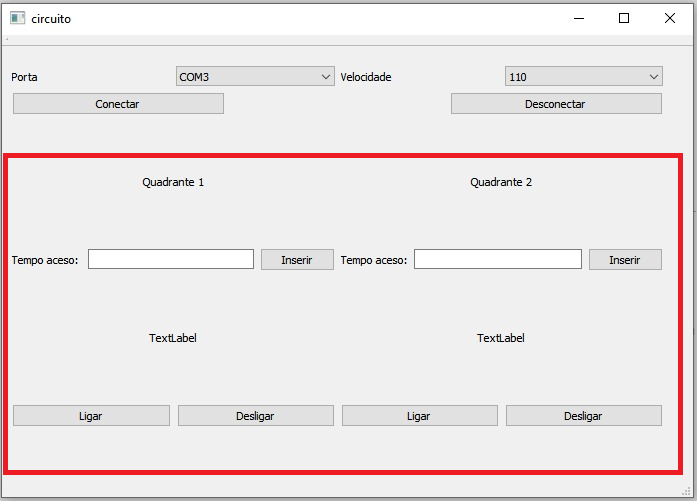 circuito
Porta COM3 Velocidade 110
Conectar Desconectar
Quadrante 1 Quadrante 2
Tempo aceso: Inserir Tempo aceso: Inserir
TextLabel TextLabel
Ligar Desligar Ligar Desligar